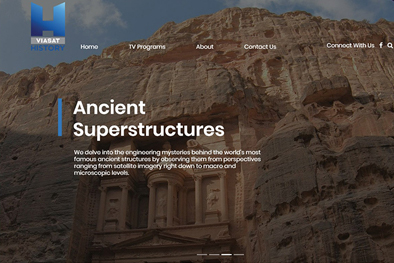 VIASAT
HISTORY
Home
TV Programs
About
Contact Us
Connect With Us
Ancient
Superstructures
We delve into the engineering mysteries behind the world's most
famous ancient structures by observing them from perspectives
ranging from satellite imagery right down to macro and
microscopic levels.